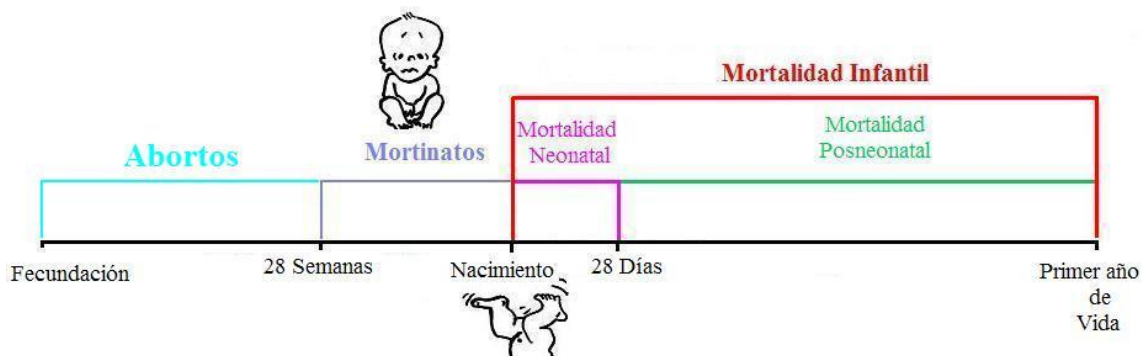 Mortalidad Infantil
Mortalidad
Neonatal
Mortalidad
Posneonatal
Abortos
Mortinatos
Fecundación
28 Semanas
Nacimiento
28 Días
Primer año
de
Vida